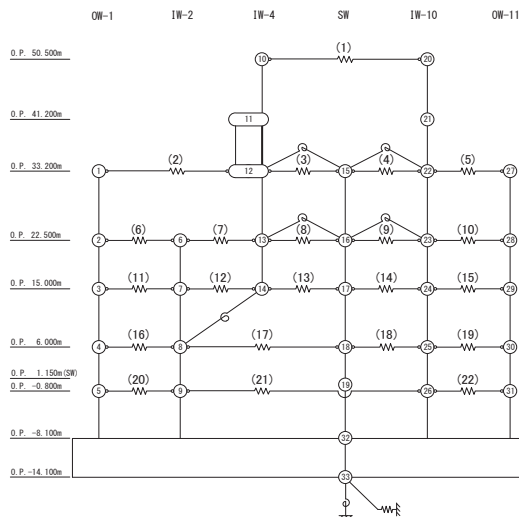 OW-1 IW-2 IW-4 SW IW-10 OW-11
O.P. 50.500m 10 (1) 20
O.P. 41.200m 11 21
O.P. 33.200m 1 (2) 12 (3) 15 (4) 22 (5) 27
O.P. 22.500m 2 (6) 6 (7) 13 (8) 16 (9) 23 (10) 28
O.P. 15.000m 3 (11) 7 (12) 14 (13) 17 (14) 24 (15) 29
O.P. 6.000m 4 (16) 8 (17) 18 (18) 25 (19) 30
O.P. 1.150m(SW)
O.P. -0.800m 5 (20) 9 (21) 19 26 (22) 31
O.P. -8.100m 32
O.P. -14.100m 33